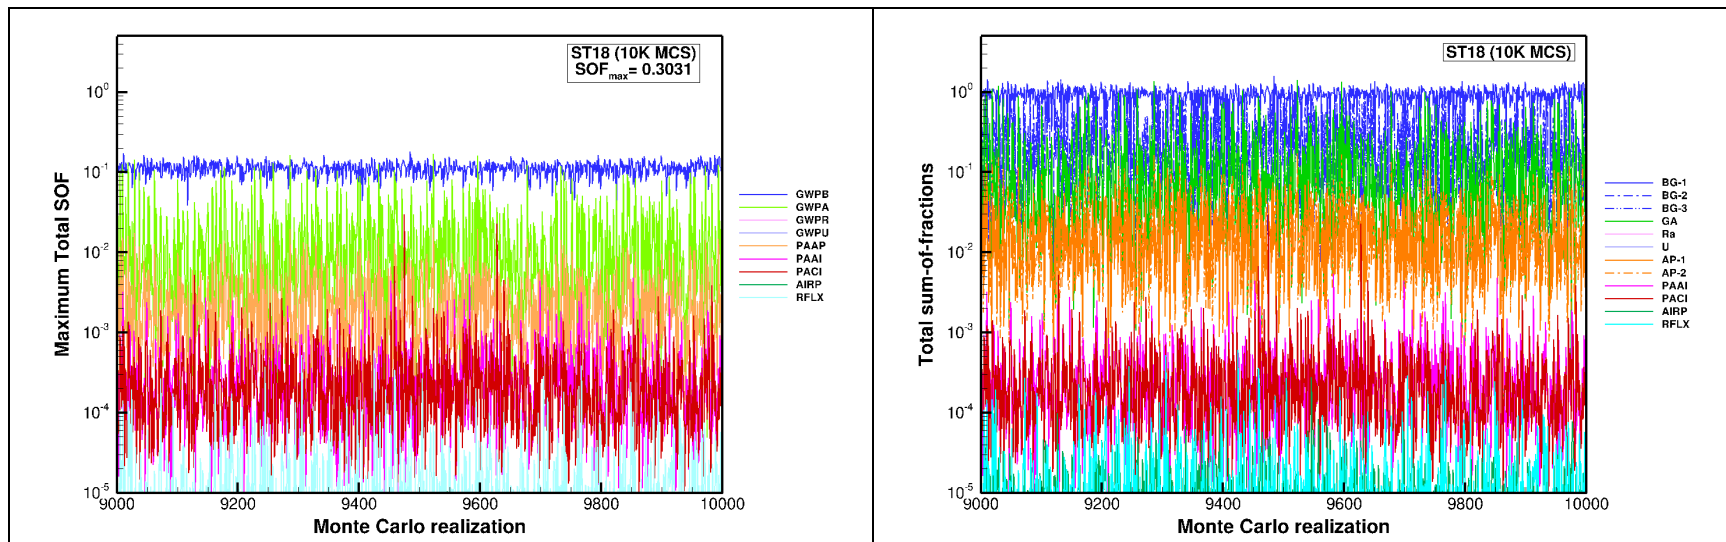 ST18 (10K MCS)
SOFmax= 0.3031
Maximum Total SOF
10^0
10^-1
10^-2
10^-3
10^-4
10^-5
9000 9200 9400 9600 9800 10000
Monte Carlo realization
GWPB
GWPA
GWPR
GWPU
PAAP
PAAI
PACI
AIRP
RFLX
ST18 (10K MCS)
Total sum-of-fractions
10^0
10^-1
10^-2
10^-3
10^-4
10^-5
9000 9200 9400 9600 9800 10000
Monte Carlo realization
BG-1
BG-2
BG-3
GA
Ra
U
AP-1
AP-2
PAAI
PACI
AIRP
RFLX